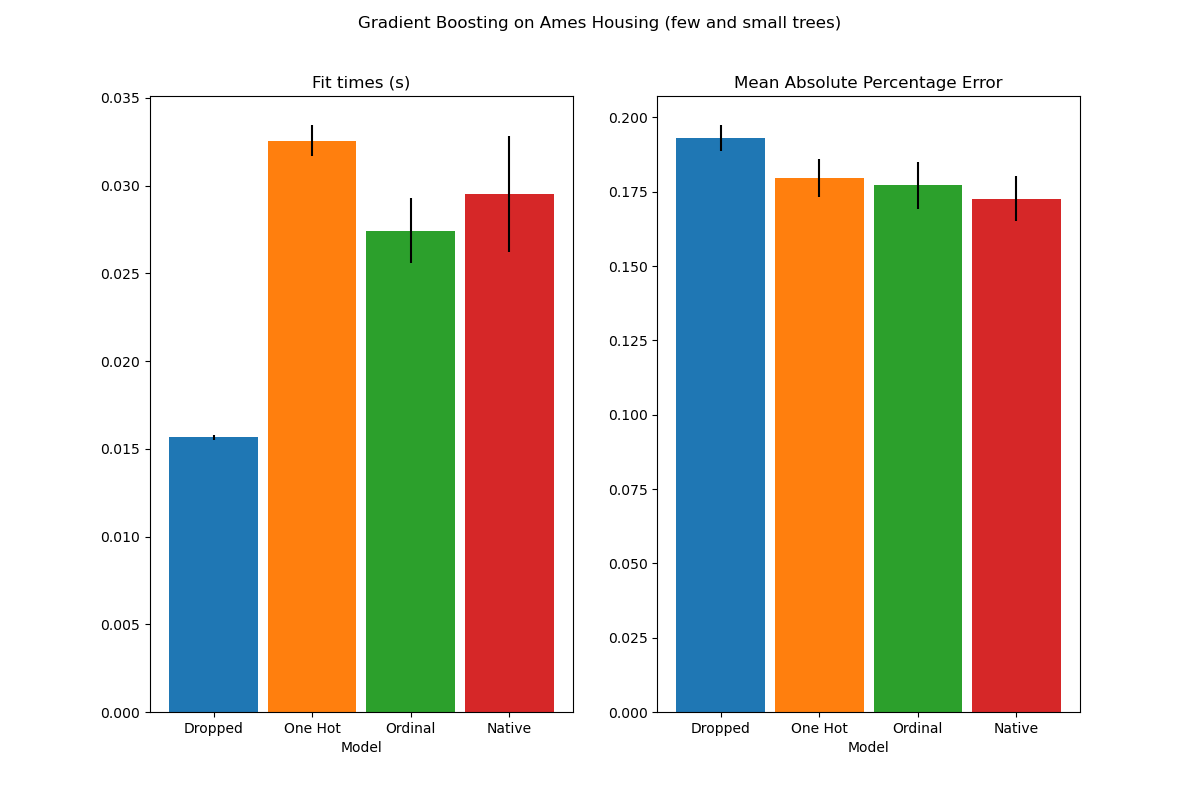 Gradient Boosting on Ames Housing (few and small trees)
Fit times (s)
0.035
0.030
0.025
0.020
0.015
0.010
0.005
0.000
Dropped One Hot Ordinal Native
Model
Mean Absolute Percentage Error
0.200
0.175
0.150
0.125
0.100
0.075
0.050
0.025
0.000
Dropped One Hot Ordinal Native
Model